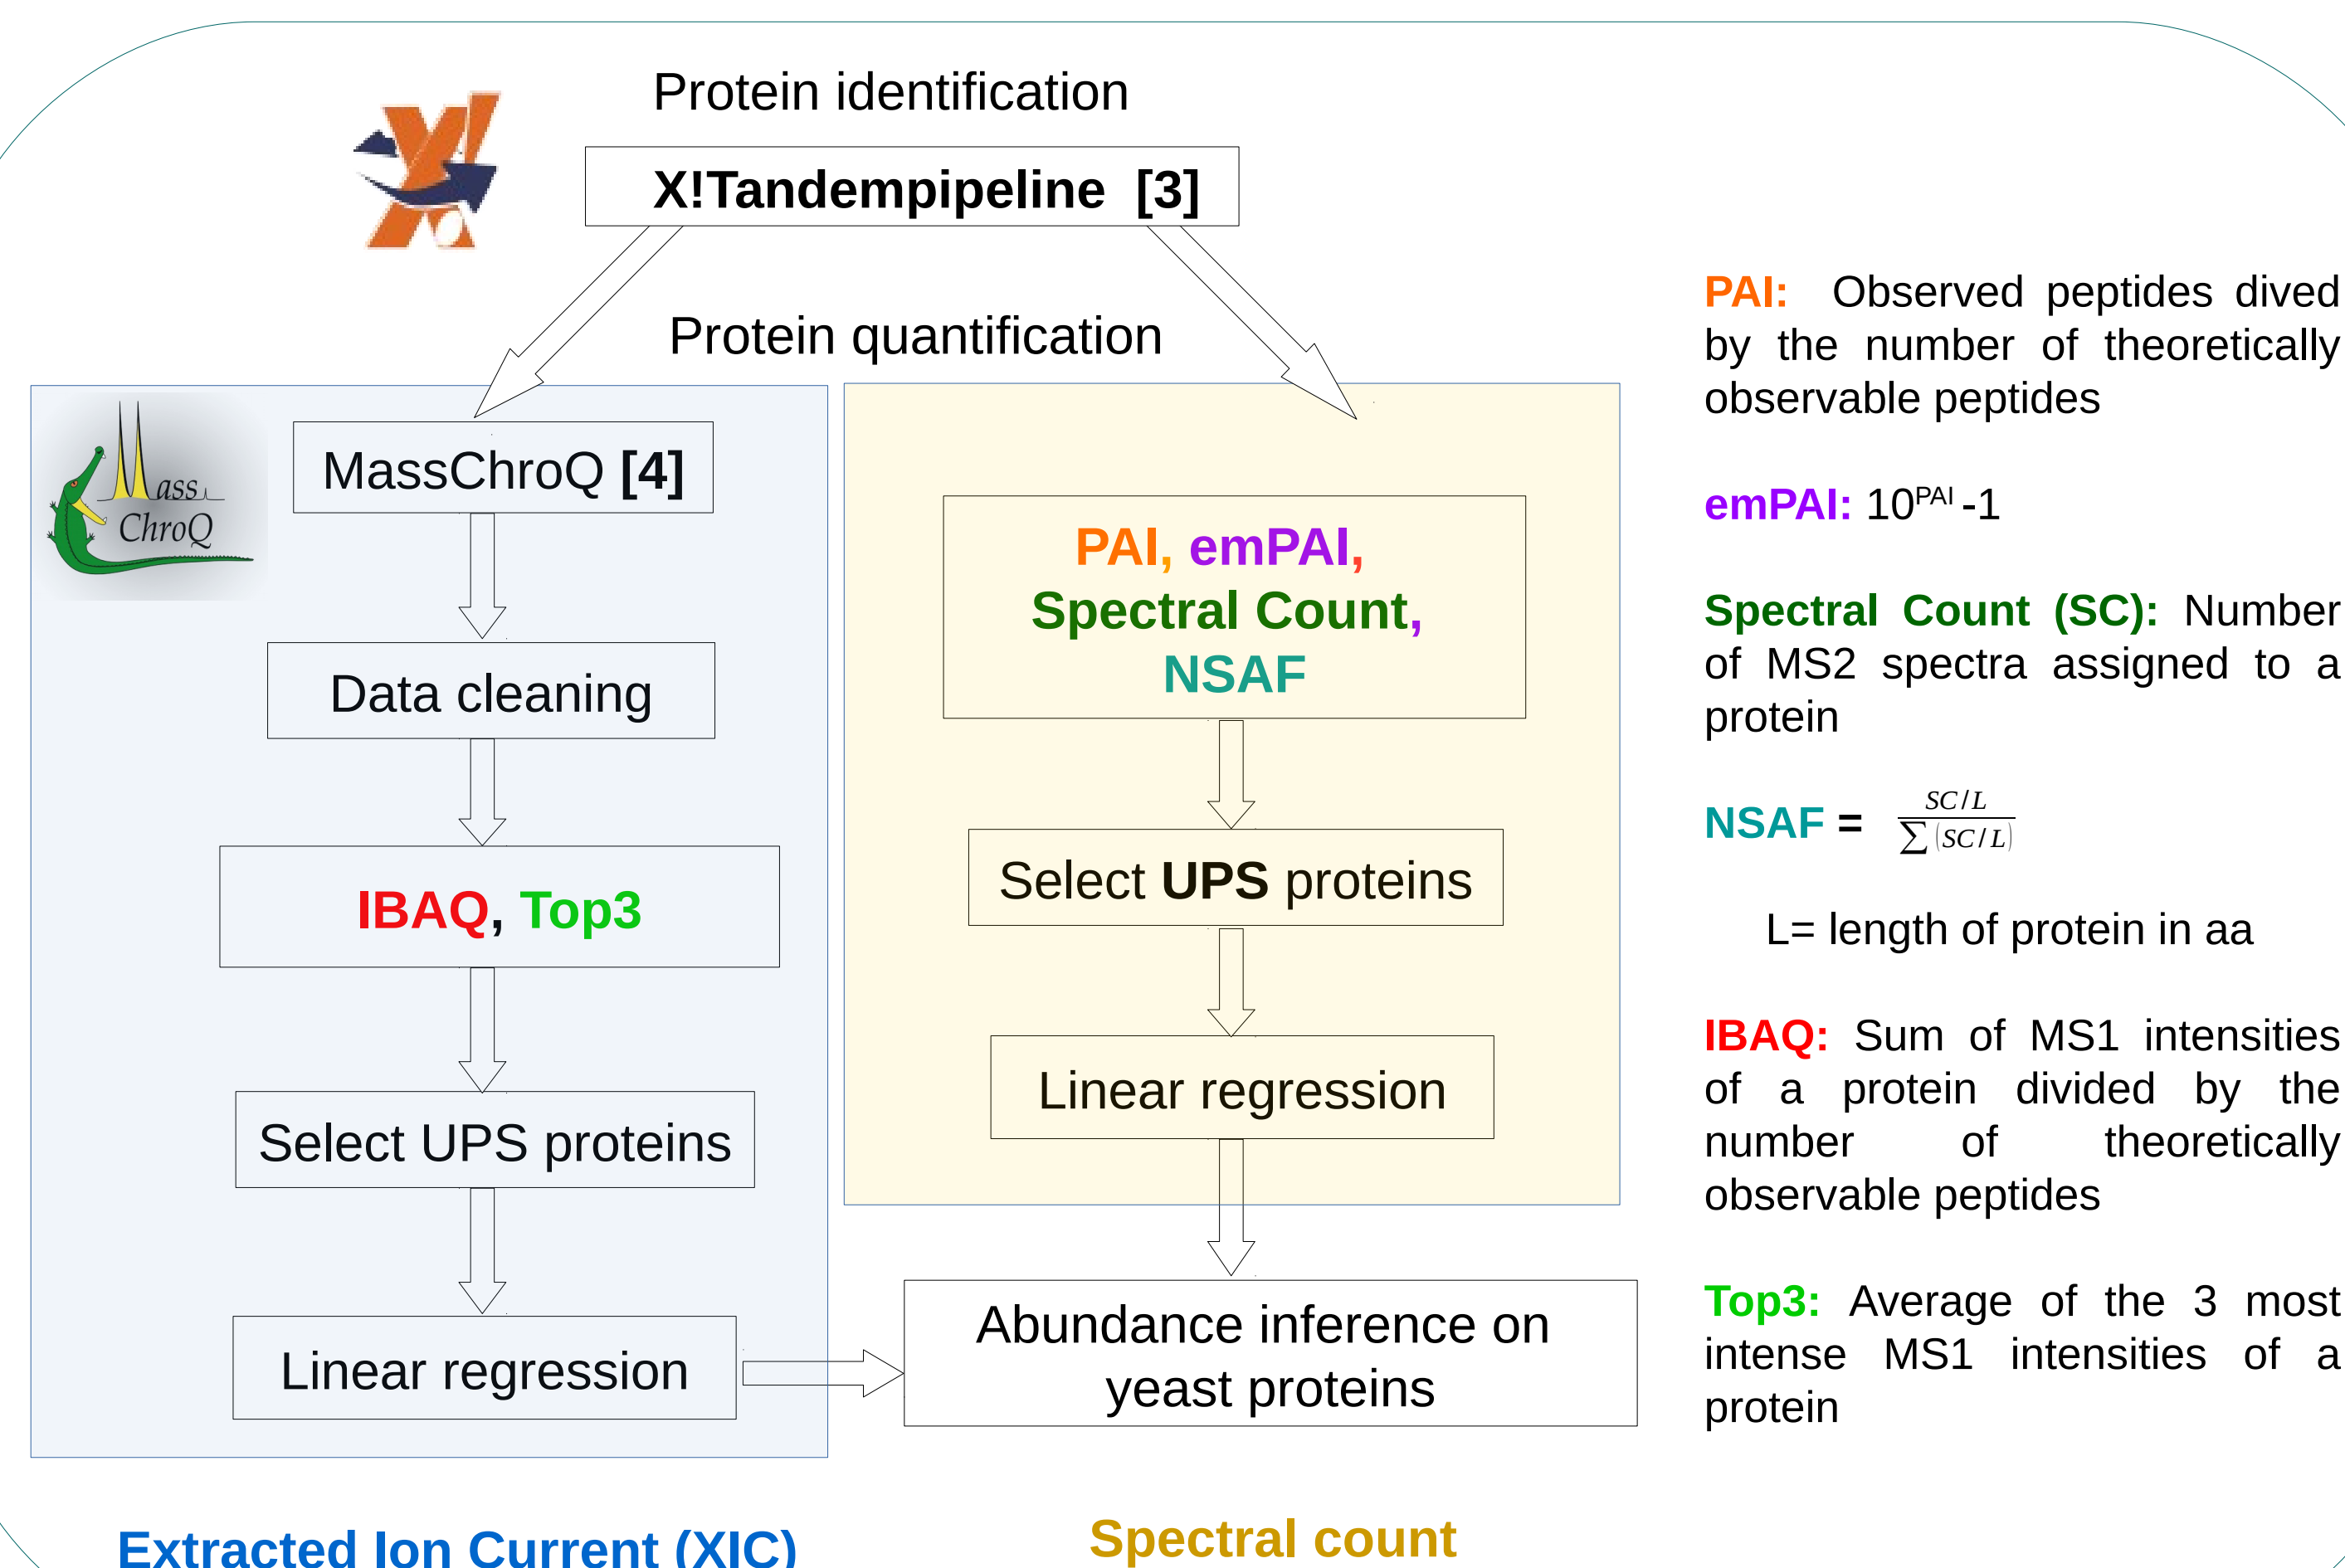 Protein identification
X!Tandempipeline [3]
Protein quantification
Mass
ChroQ
MassChroQ [4]
Data cleaning
IBAQ, Top3
Select UPS proteins
Linear regression
PAI, emPAI,
Spectral Count,
NSAF
Select UPS proteins
Linear regression
Abundance inference on
yeast proteins
Extracted Ion Current (XIC)
Spectral count
PAI: Observed peptides dived
by the number of theoretically
observable peptides
emPAI: 10^PAI -1
Spectral Count (SC): Number
of MS2 spectra assigned to a
protein
NSAF = SC/L / ∑(SC/L)
L= length of protein in aa
IBAQ: Sum of MS1 intensities
of a protein divided by the
number of theoretically
observable peptides
Top3: Average of the 3 most
intense MS1 intensities of a
protein